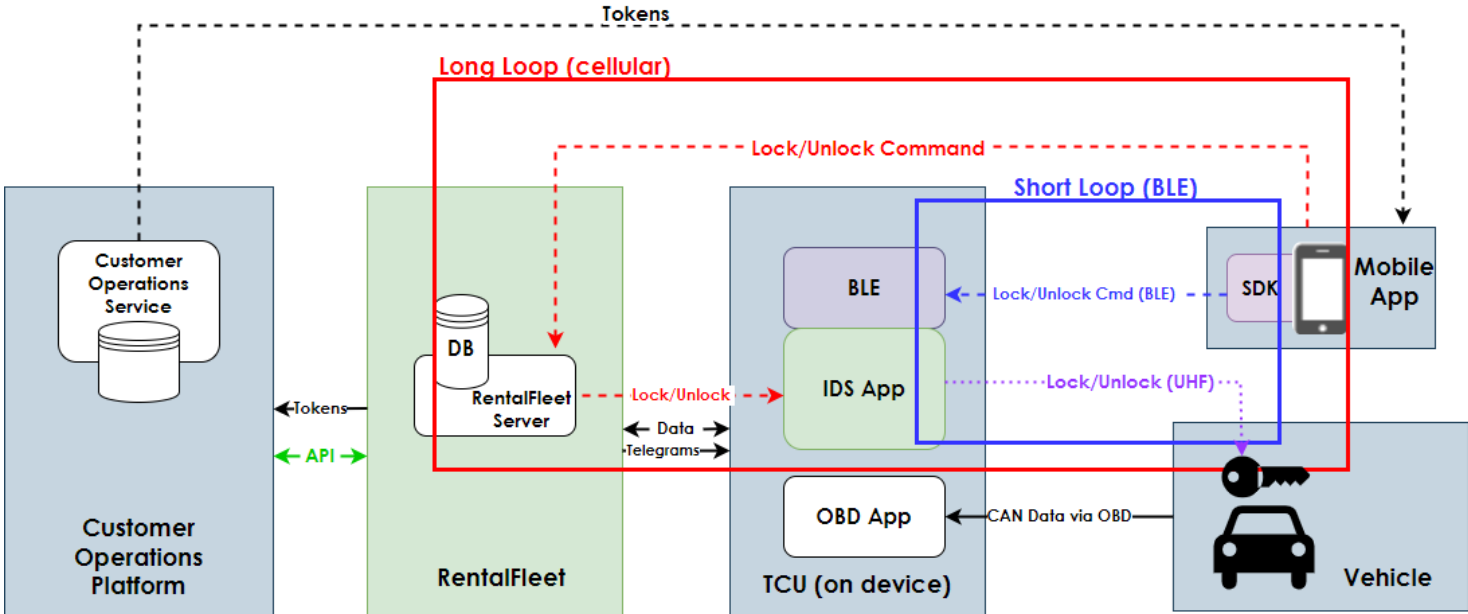 Tokens
Long Loop (cellular)
Lock/Unlock Command
Short Loop (BLE)
Customer
Operations
Service
BLE
Lock/Unlock Cmd (BLE)
SDK
Mobile
App
DB
RentalFleet
Server
Lock/Unlock
IDS App
Lock/Unlock (UHF)
Tokens
Data
Telegrams
API
OBD App
CAN Data via OBD
Customer
Operations
Platform
RentalFleet
TCU (on device)
Vehicle